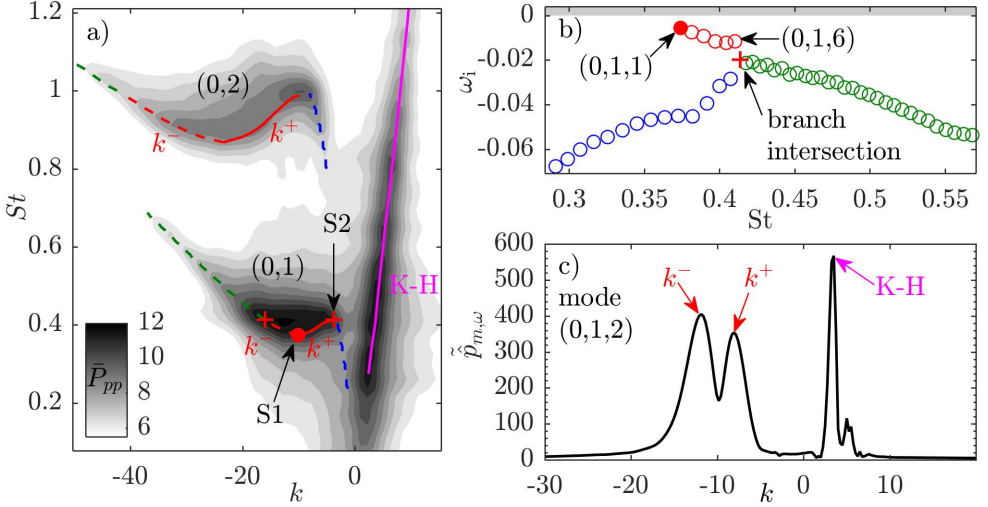 a)
1.2
1
0.8
0.6
0.4
0.2
St
(0,2)
k⁻
k⁺
S2
(0,1)
K-H
k⁻
k⁺
S1
12
10
8
6
P̄pp
-40
-20
0
k
b)
0
-0.02
-0.04
-0.06
ωi
(0,1,1)
(0,1,6)
branch
intersection
0.3
0.35
0.4
0.45
0.5
0.55
St
c)
mode
(0,1,2)
600
500
400
300
200
100
0
p̃̂m,ω
k⁻
k⁺
K-H
-30
-20
-10
0
10
k